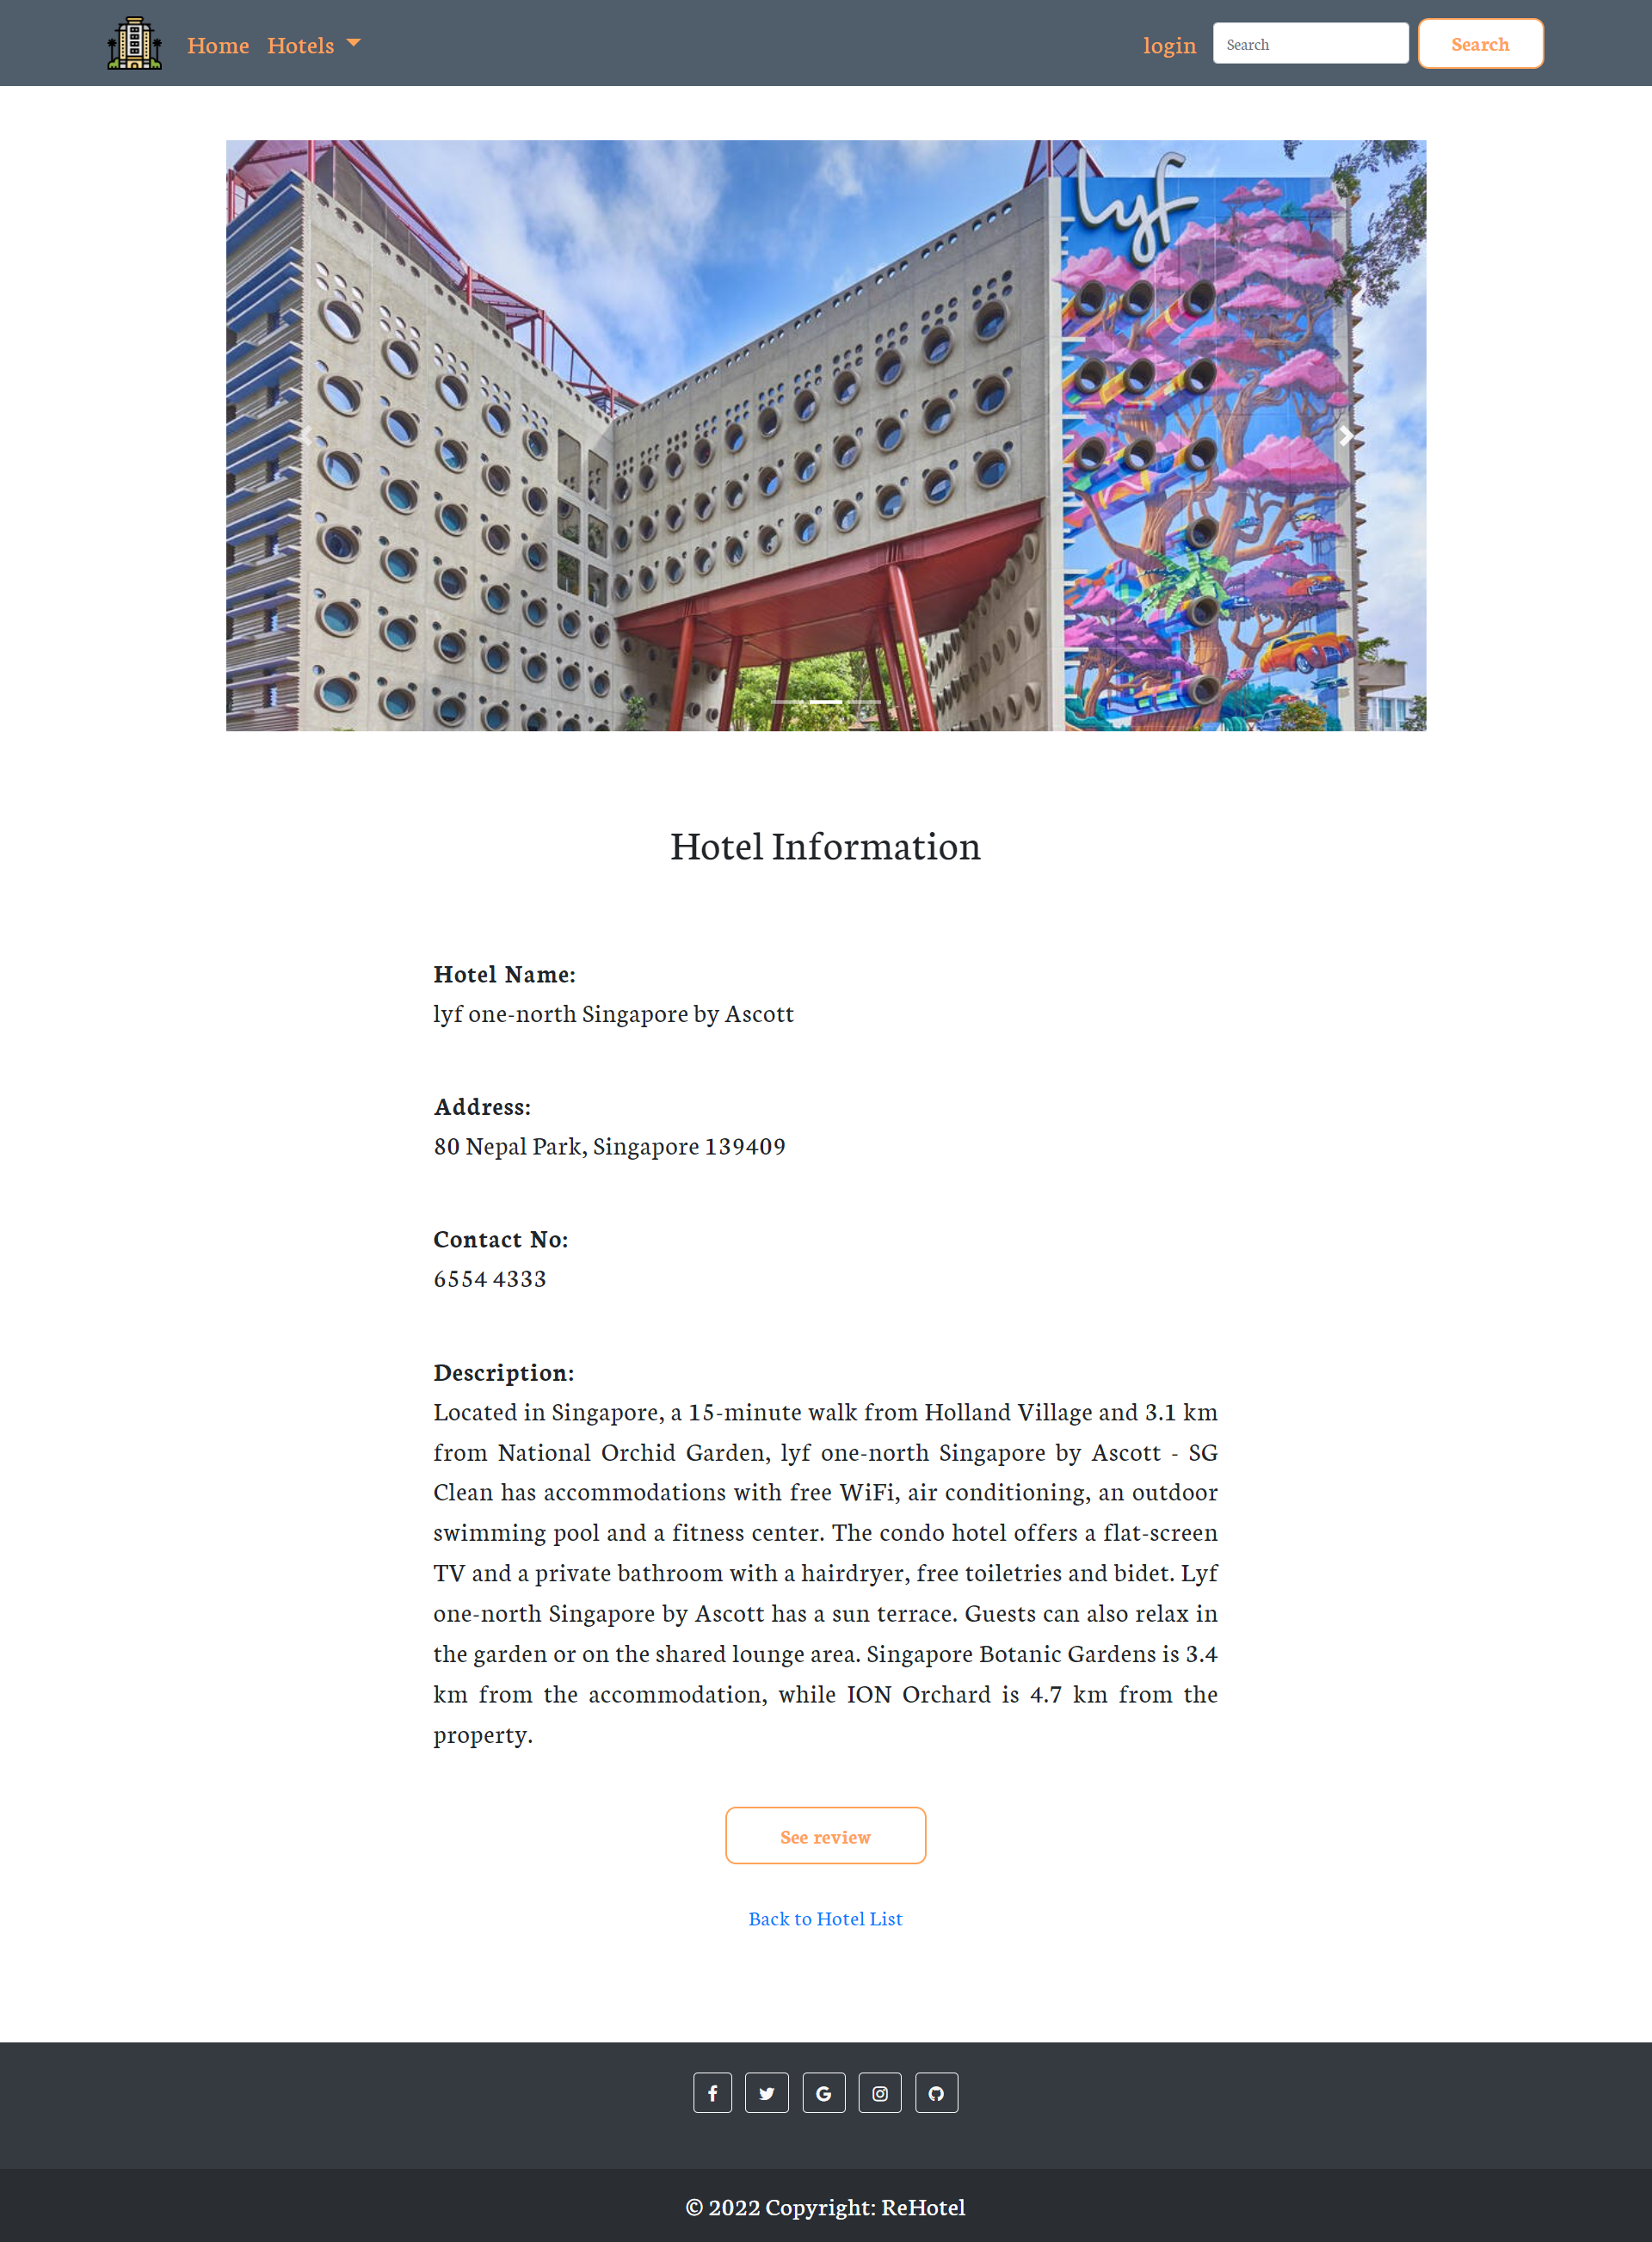 Home Hotels login Search Search
lyf
Hotel Information
Hotel Name:
lyf one-north Singapore by Ascott
Address:
80 Nepal Park, Singapore 139409
Contact No:
6554 4333
Description:
Located in Singapore, a 15-minute walk from Holland Village and 3.1 km
from National Orchid Garden, lyf one-north Singapore by Ascott - SG
Clean has accommodations with free WiFi, air conditioning, an outdoor
swimming pool and a fitness center. The condo hotel offers a flat-screen
TV and a private bathroom with a hairdryer, free toiletries and bidet. Lyf
one-north Singapore by Ascott has a sun terrace. Guests can also relax in
the garden or on the shared lounge area. Singapore Botanic Gardens is 3.4
km from the accommodation, while ION Orchard is 4.7 km from the
property.
See review
Back to Hotel List
© 2022 Copyright: ReHotel